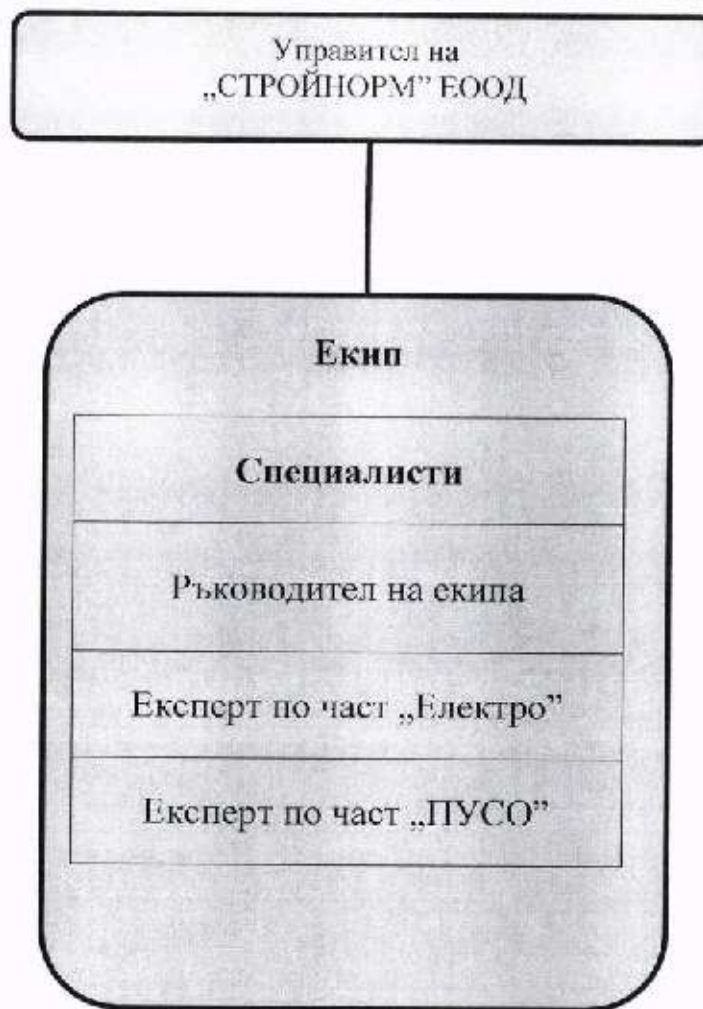 Управител на
„СТРОЙНОРМ” ЕООД
Екип
Специалисти
Ръководител на екипа
Експерт по част „Електро”
Експерт по част „ПУСО”